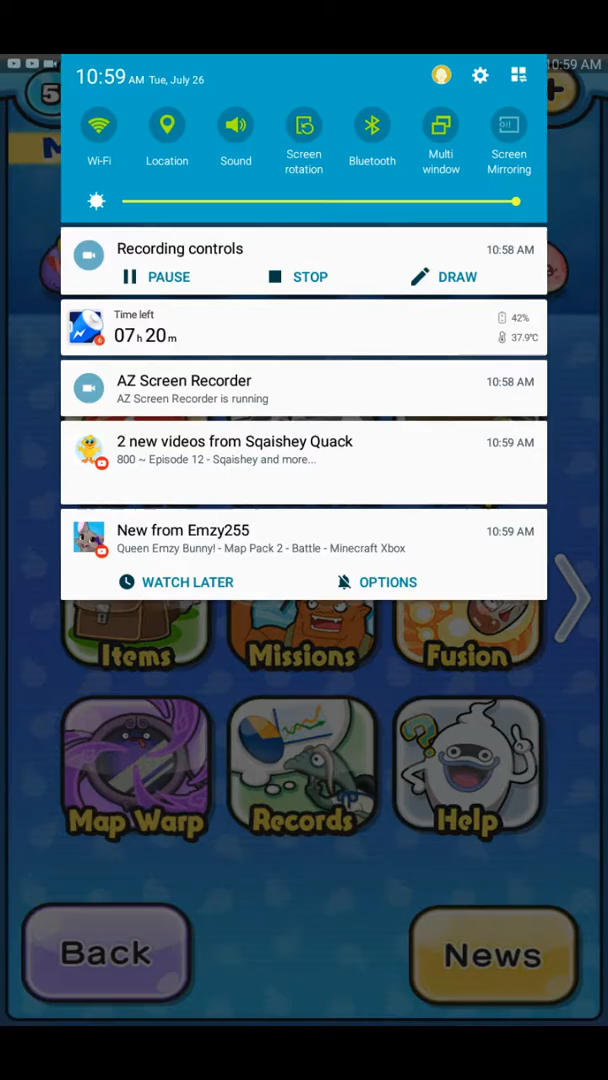 10:59 AM
5
10:59 AM Tue, July 26
M
Wi-Fi
Location
Sound
Screen rotation
Bluetooth
Multi window
Screen Mirroring
Recording controls
10:58 AM
PAUSE
STOP
DRAW
Time left
07h 20m
42%
37.9°C
6
AZ Screen Recorder
10:58 AM
AZ Screen Recorder is running
2 new videos from Sqaishey Quack
10:59 AM
800 ~ Episode 12 - Sqaishey and more...
New from Emzy255
10:59 AM
Queen Emzy Bunny! - Map Pack 2 - Battle - Minecraft Xbox
WATCH LATER
OPTIONS
Items
Missions
Fusion
Map Warp
Records
Help
Back
News